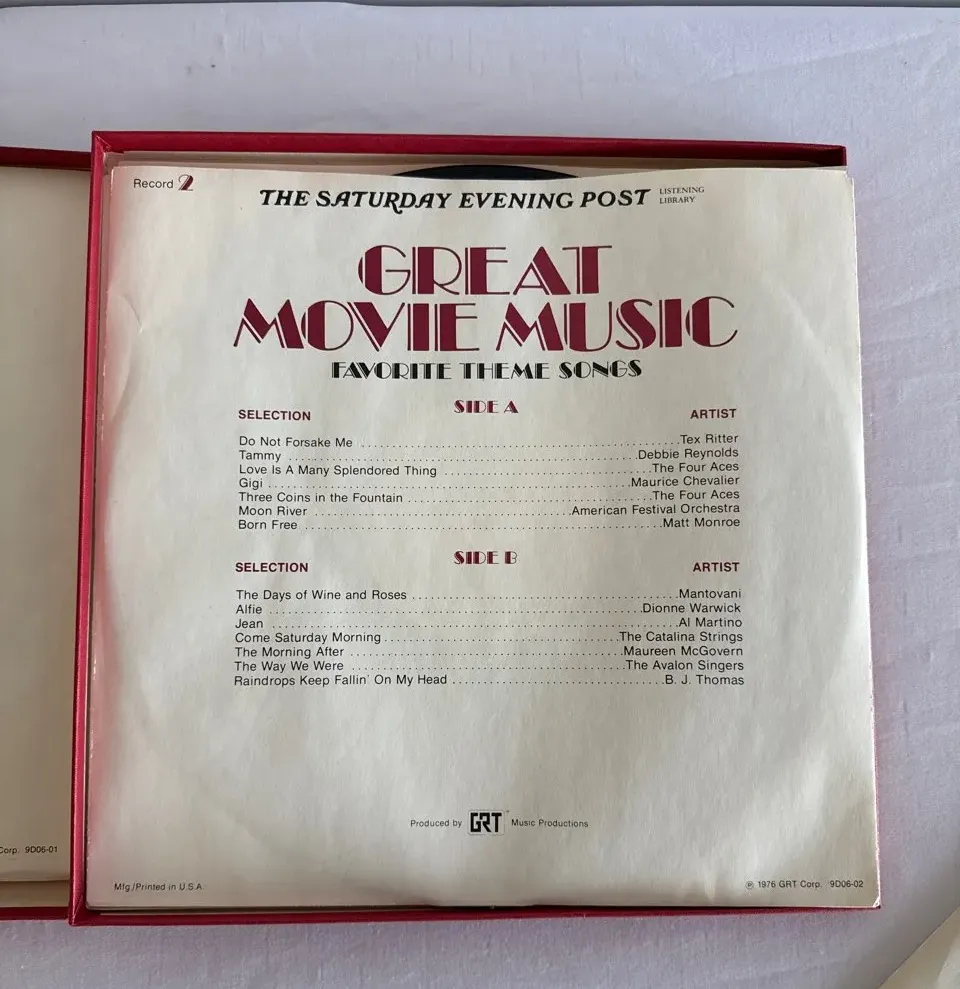 Record 2
THE SATURDAY EVENING POST LISTENING LIBRARY
GREAT
MOVIE MUSIC
FAVORITE THEME SONGS
SIDE A
SELECTION ARTIST
Do Not Forsake Me Tex Ritter
Tammy Debbie Reynolds
Love Is A Many Splendored Thing The Four Aces
Gigi Maurice Chevalier
Three Coins in the Fountain The Four Aces
Moon River American Festival Orchestra
Born Free Matt Monroe
SIDE B
SELECTION ARTIST
The Days of Wine and Roses Mantovani
Alfie Dionne Warwick
Jean Al Martino
Come Saturday Morning The Catalina Strings
The Morning After Maureen McGovern
The Way We Were The Avalon Singers
Raindrops Keep Fallin' On My Head B. J. Thomas
Produced by GRT Music Productions
Corp. 9D06-01
Mfg./Printed in U.S.A. ℗ 1976 GRT Corp. 9D06-02